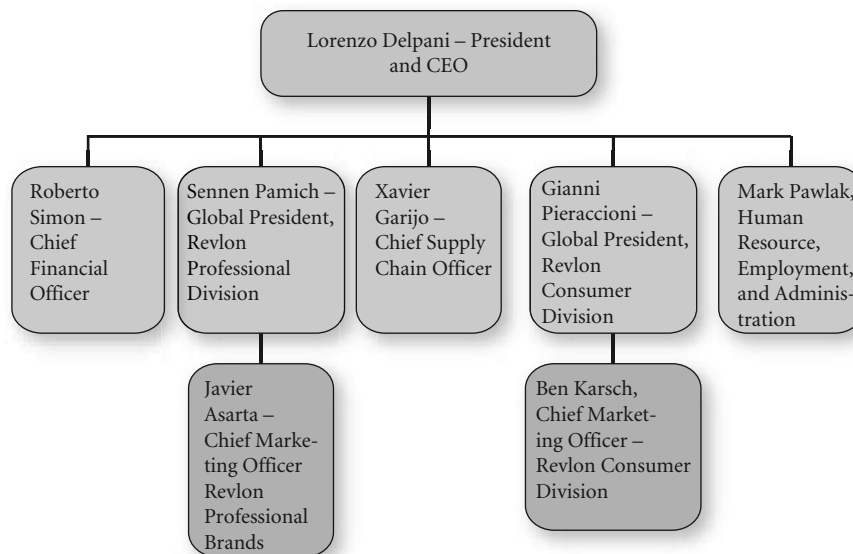 Lorenzo Delpani – President
and CEO
Roberto
Simon –
Chief
Financial
Officer
Sennen Pamich –
Global President,
Revlon
Professional
Division
Xavier
Garijo –
Chief Supply
Chain Officer
Gianni
Pieraccioni –
Global President,
Revlon
Consumer
Division
Mark Pawlak,
Human
Resource,
Employment,
and Adminis-
tration
Javier
Asarta –
Chief Marke-
ting Officer
Revlon
Professional
Brands
Ben Karsch,
Chief Market-
ing Officer –
Revlon Consumer
Division